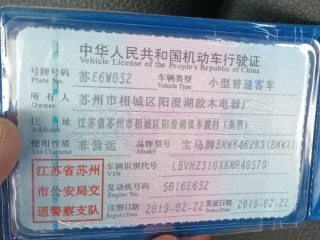 中华人民共和国机动车行驶证
Vehicle License of the People's Republic of China
号牌号码 苏E6W0S2 车辆类型 小型普通客车
Plate No. Vehicle Type
所有人 苏州市相城区阳澄湖胶木电器厂
Owner
住址 江苏省苏州市相城区阳澄湖镇车渡村(南西)
Address
使用性质 非营运 品牌型号 宝马牌BMW6462NS(BMWX1
Use Character
江苏省苏州
市公安局交
通警察支队
车辆识别代号 LBVHZ310XKMR40579
VIN
发动机号码 5016E032
Engine No.
注册日期 2019-02-22 发证日期 2019-02-22
Register Date Issue Date